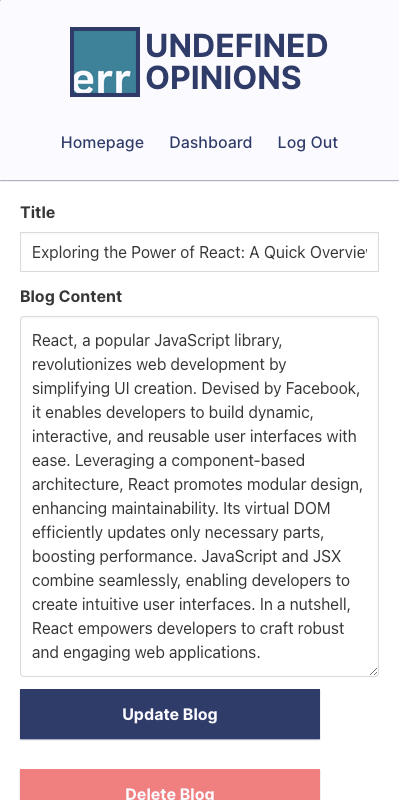 err
UNDEFINED
OPINIONS
Homepage Dashboard Log Out
Title
Exploring the Power of React: A Quick Overvie
Blog Content
React, a popular JavaScript library,
revolutionizes web development by
simplifying UI creation. Devised by Facebook,
it enables developers to build dynamic,
interactive, and reusable user interfaces with
ease. Leveraging a component-based
architecture, React promotes modular design,
enhancing maintainability. Its virtual DOM
efficiently updates only necessary parts,
boosting performance. JavaScript and JSX
combine seamlessly, enabling developers to
create intuitive user interfaces. In a nutshell,
React empowers developers to craft robust
and engaging web applications.
Update Blog
Delete Blog